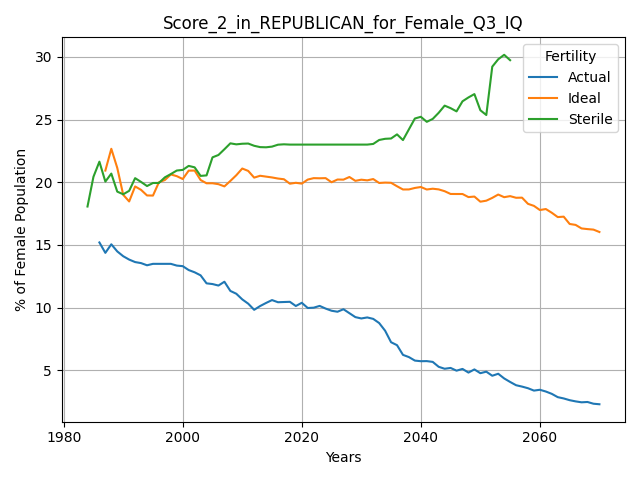 Score_2_in_REPUBLICAN_for_Female_Q3_IQ
Fertility
Actual
Ideal
Sterile
% of Female Population
30
25
20
15
10
5
1980
2000
2020
2040
2060
Years